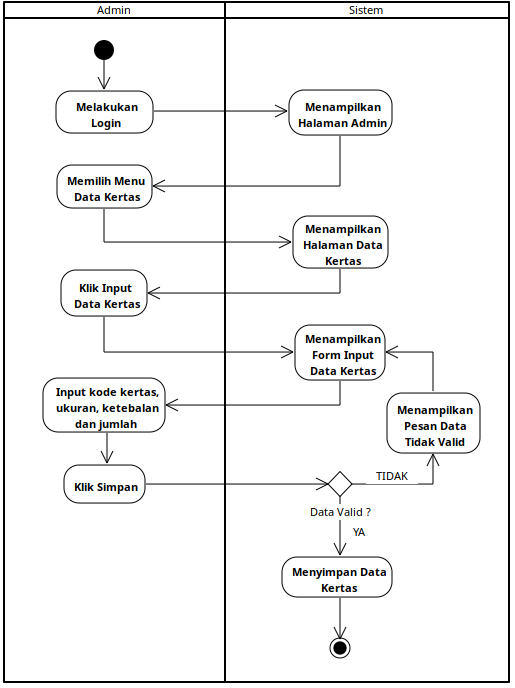 Admin
Sistem
Melakukan
Login
Menampilkan
Halaman Admin
Memilih Menu
Data Kertas
Menampilkan
Halaman Data
Kertas
Klik Input
Data Kertas
Menampilkan
Form Input
Data Kertas
Input kode kertas,
ukuran, ketebalan
dan jumlah
Menampilkan
Pesan Data
Tidak Valid
Klik Simpan
TIDAK
Data Valid ?
YA
Menyimpan Data
Kertas